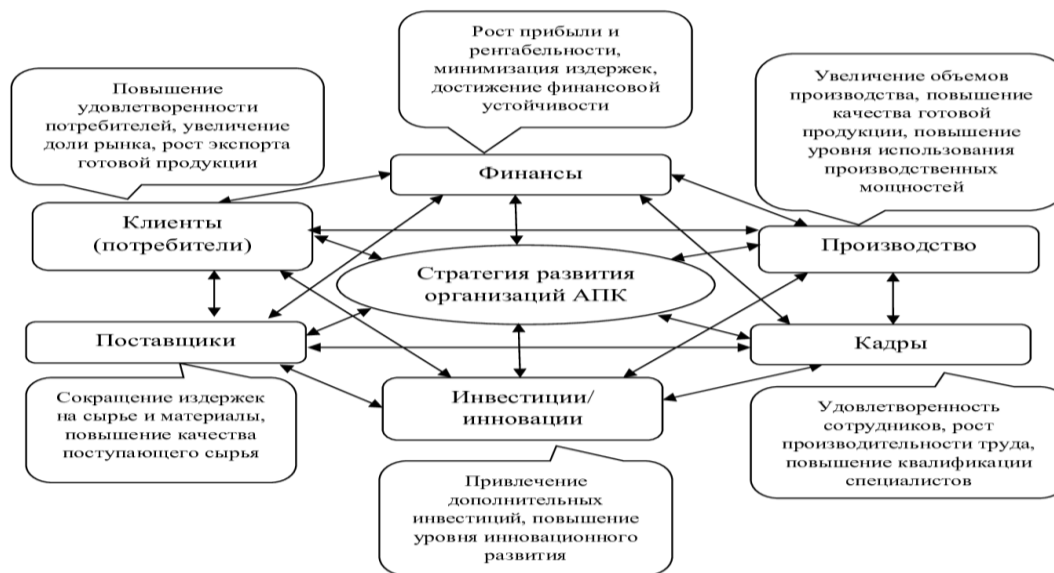 Рост прибыли и
рентабельности,
минимизация издержек,
достижение финансовой
устойчивости
Повышение
удовлетворенности
потребителей, увеличение
доли рынка, рост экспорта
готовой продукции
Увеличение объемов
производства, повышение
качества готовой
продукции, повышение
уровня использования
производственных
мощностей
Финансы
Клиенты
(потребители)
Производство
Стратегия развития
организаций АПК
Поставщики
Кадры
Инвестиции/
инновации
Сокращение издержек
на сырье и материалы,
повышение качества
поступающего сырья
Удовлетворенность
сотрудников, рост
производительности труда,
повышение квалификации
специалистов
Привлечение
дополнительных
инвестиций, повышение
уровня инновационного
развития